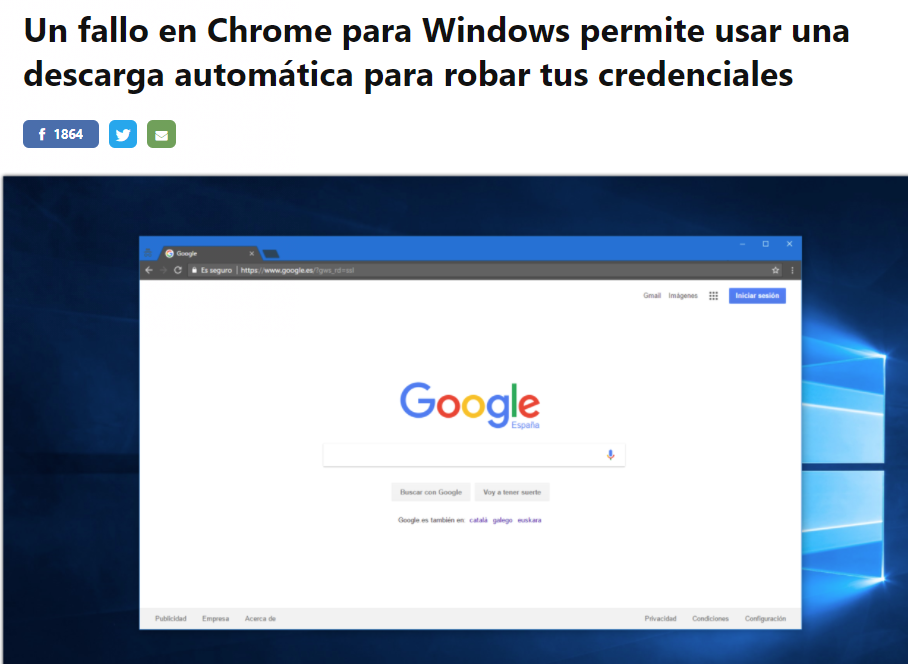 Un fallo en Chrome para Windows permite usar una
descarga automática para robar tus credenciales
f 1864
Google
Es seguro | https://www.google.es/?gws_rd=ssl
Gmail Imágenes Iniciar sesión
Google
España
Buscar con Google Voy a tener suerte
Google es también en: català galego euskara
Publicidad Empresa Acerca de Privacidad Condiciones Configuración